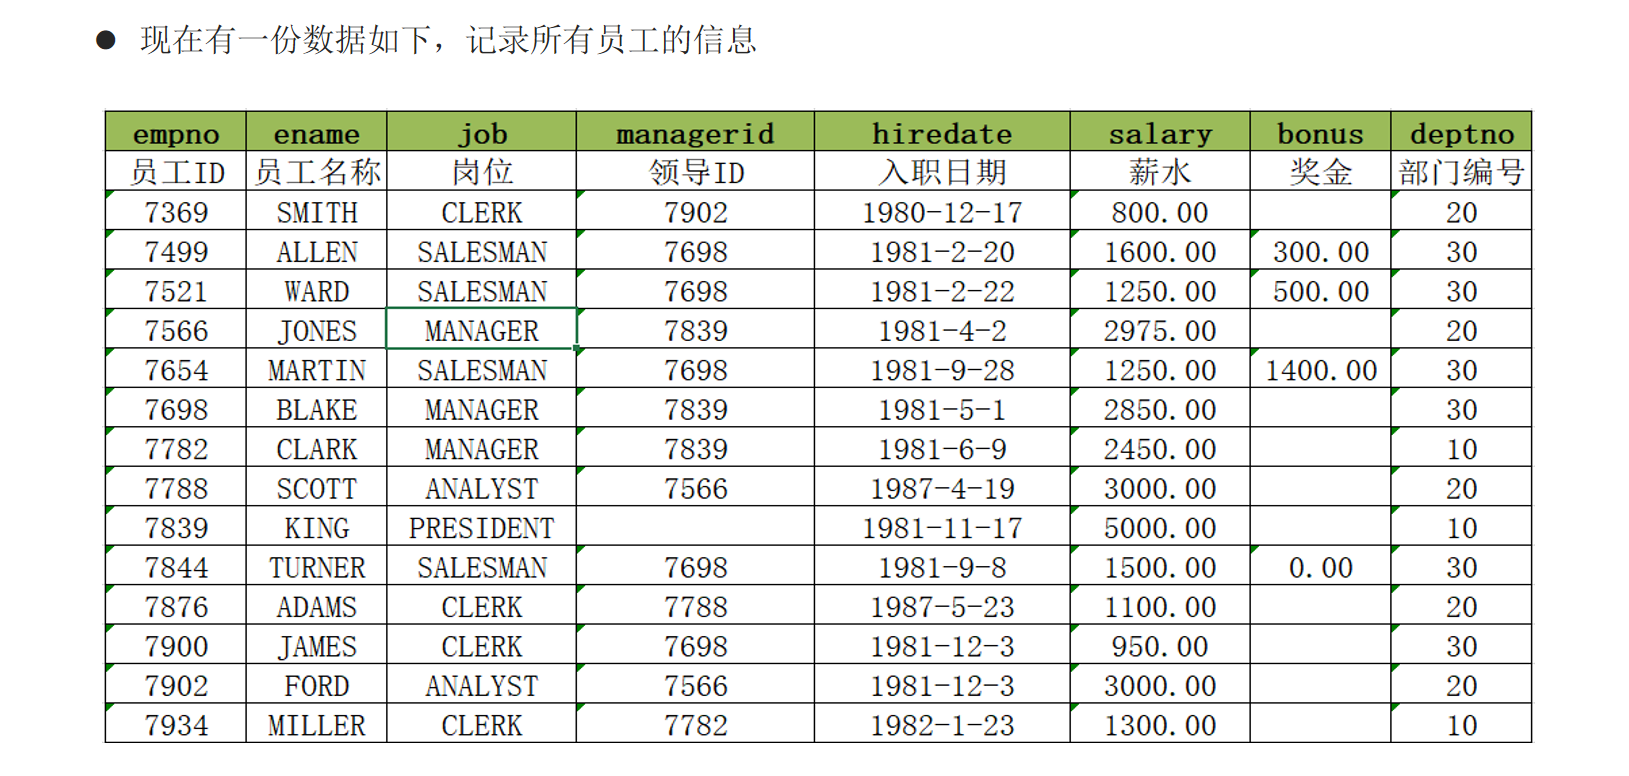 ● 现在有一份数据如下，记录所有员工的信息
empno ename job managerid hiredate salary bonus deptno
员工ID 员工名称 岗位 领导ID 入职日期 薪水 奖金 部门编号
7369 SMITH CLERK 7902 1980-12-17 800.00 20
7499 ALLEN SALESMAN 7698 1981-2-20 1600.00 300.00 30
7521 WARD SALESMAN 7698 1981-2-22 1250.00 500.00 30
7566 JONES MANAGER 7839 1981-4-2 2975.00 20
7654 MARTIN SALESMAN 7698 1981-9-28 1250.00 1400.00 30
7698 BLAKE MANAGER 7839 1981-5-1 2850.00 30
7782 CLARK MANAGER 7839 1981-6-9 2450.00 10
7788 SCOTT ANALYST 7566 1987-4-19 3000.00 20
7839 KING PRESIDENT 1981-11-17 5000.00 10
7844 TURNER SALESMAN 7698 1981-9-8 1500.00 0.00 30
7876 ADAMS CLERK 7788 1987-5-23 1100.00 20
7900 JAMES CLERK 7698 1981-12-3 950.00 30
7902 FORD ANALYST 7566 1981-12-3 3000.00 20
7934 MILLER CLERK 7782 1982-1-23 1300.00 10